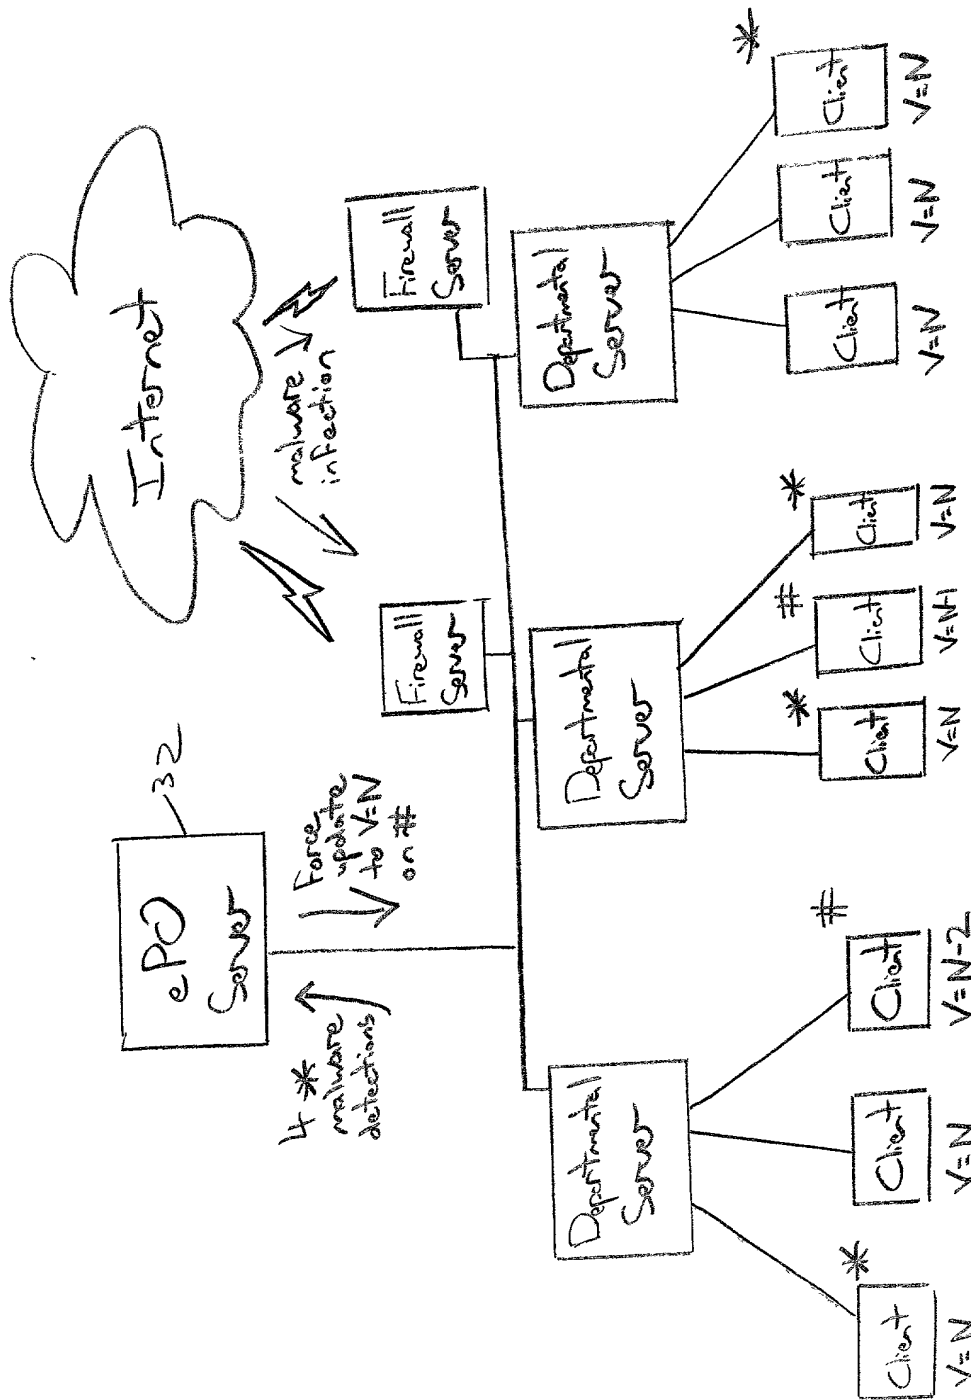 ePO
Server
32
Internet
4 *
malware
detections
Force
update
to V=N
on #
malware
infection
Firewall
Server
Firewall
Server
Departmental
Server
Departmental
Server
Departmental
Server
*
Client
V=N
Client
V=N
#
Client
V=N-2
*
Client
V=N
#
Client
V=N-1
*
Client
V=N
Client
V=N
Client
V=N
*
Client
V=N